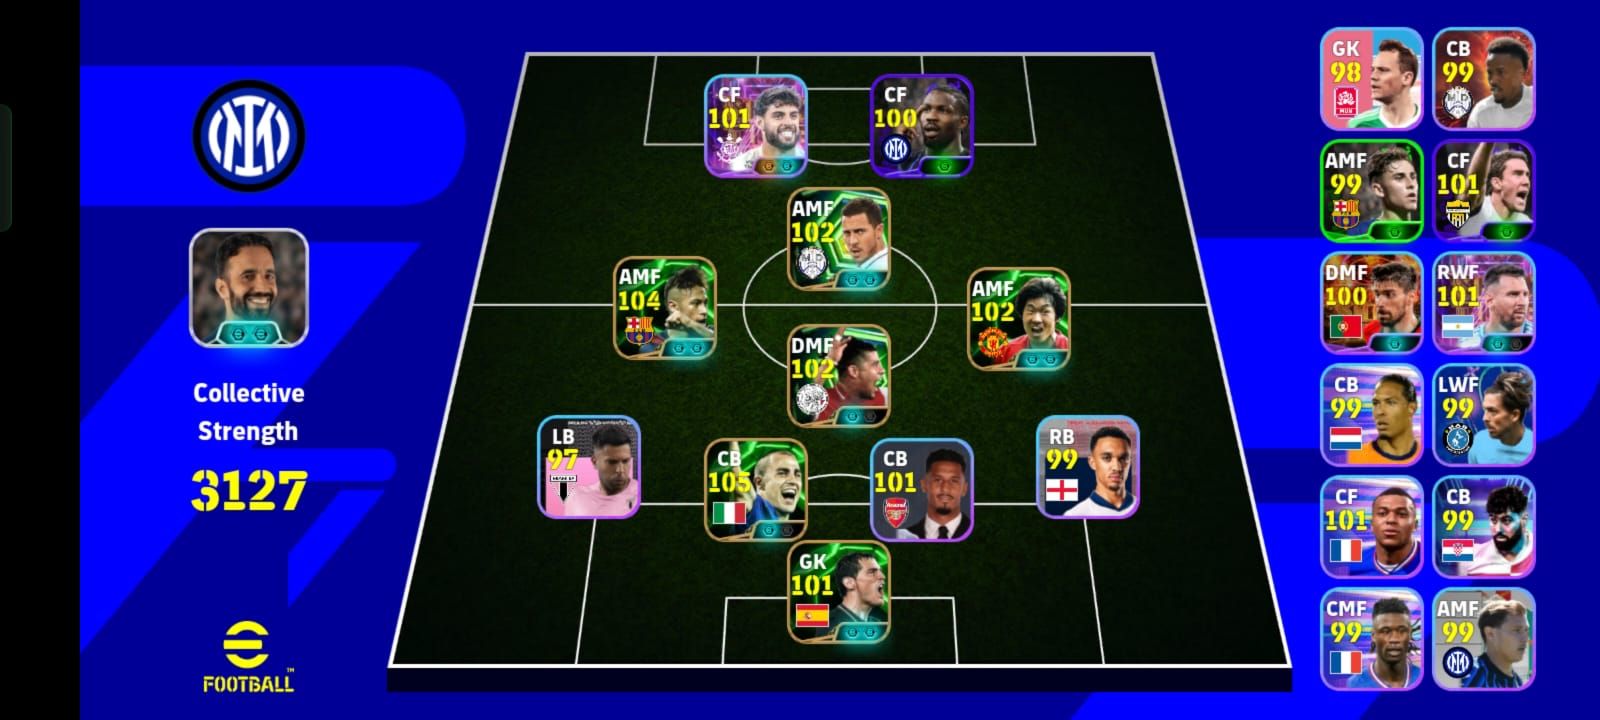 Collective
Strength
3127
FOOTBALL
™
CF
101
CF
100
AMF
102
AMF
104
AMF
102
DMF
102
LB
97
CB
105
CB
101
RB
99
GK
101
GK
98
CB
99
AMF
99
CF
101
DMF
100
RWF
101
CB
99
LWF
99
CF
101
CB
99
CMF
99
AMF
99